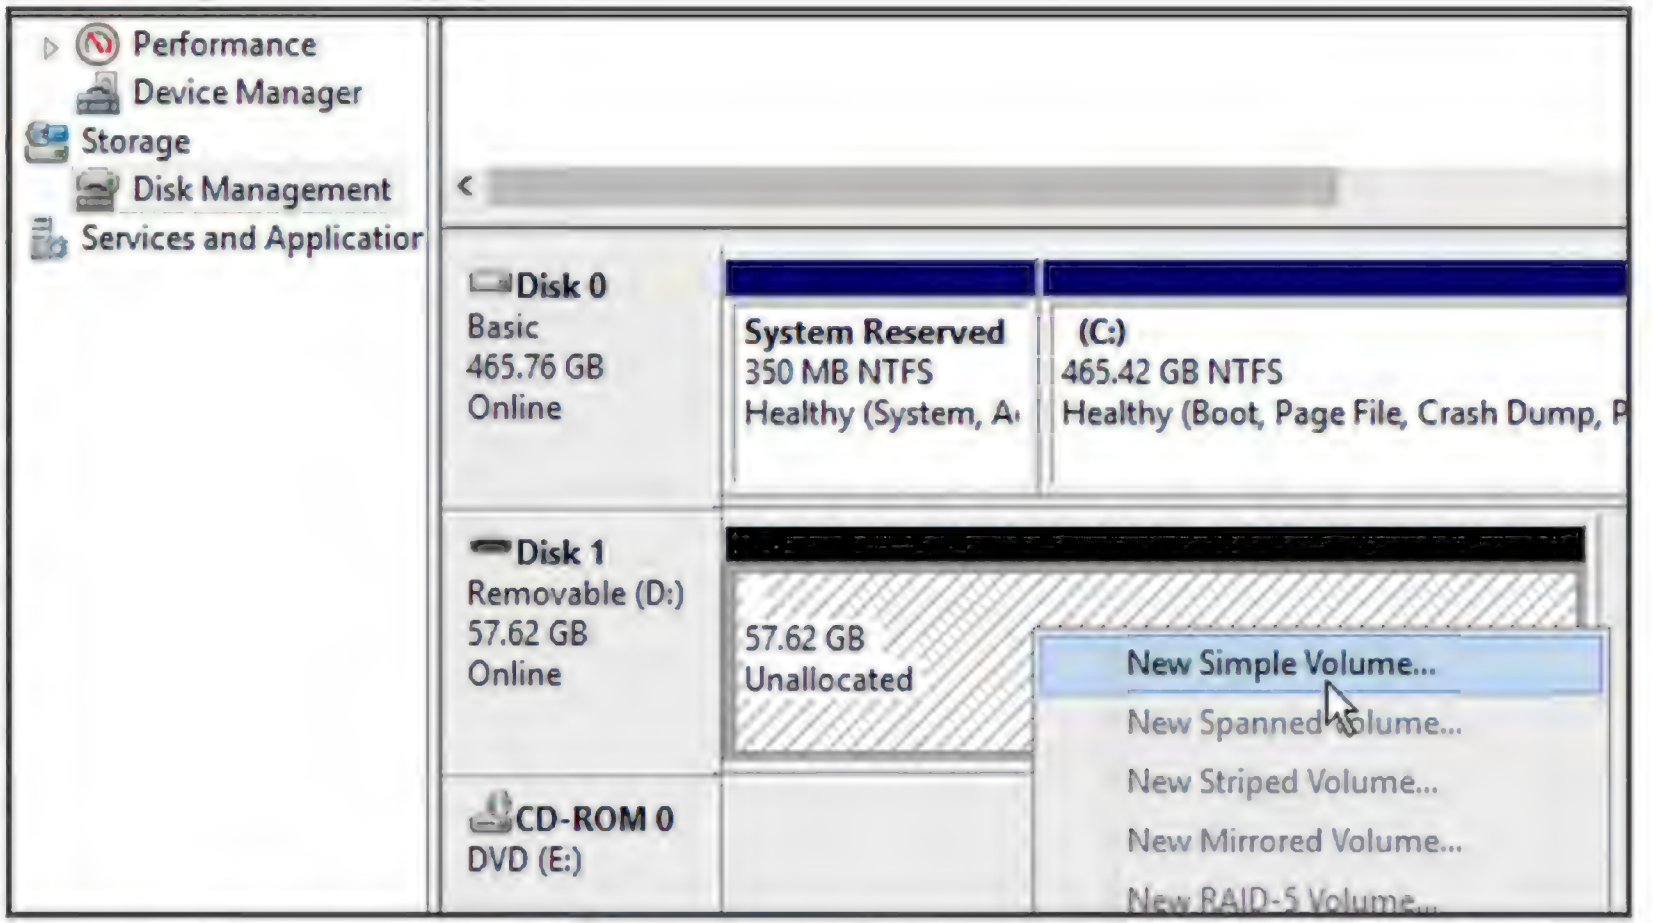 Performance
Device Manager
Storage
Disk Management
Services and Applicatior
Disk 0
Basic
465.76 GB
Online
System Reserved
350 MB NTFS
Healthy (System, A
(C:)
465.42 GB NTFS
Healthy (Boot, Page File, Crash Dump, P
Disk 1
Removable (D:)
57.62 GB
Online
57.62 GB
Unallocated
New Simple Volume...
New Spanned Volume...
New Striped Volume...
New Mirrored Volume...
New RAID-5 Volume...
CD-ROM 0
DVD (E:)